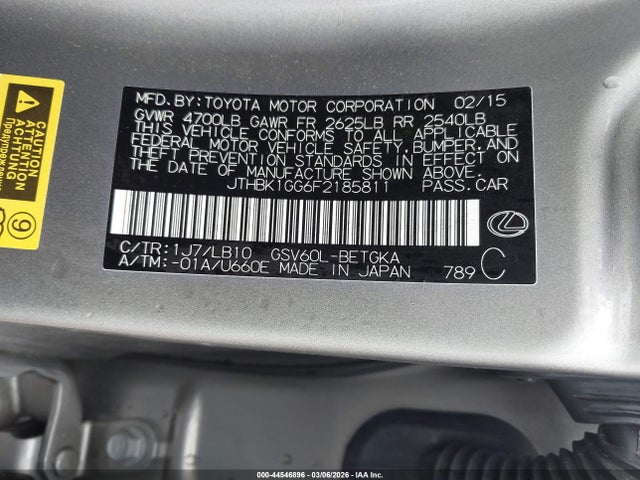 MFD. BY: TOYOTA MOTOR CORPORATION 02/15
GVWR 4700LB GAWR FR 2625LB RR 2540LB
THIS VEHICLE CONFORMS TO ALL APPLICABLE
FEDERAL MOTOR VEHICLE SAFETY, BUMPER, AND
THEFT PREVENTION STANDARDS IN EFFECT ON
THE DATE OF MANUFACTURE SHOWN ABOVE.
JTHBK1GG6F2185811 PASS. CAR
C/TR: 1J7/LB10 GSV60L-BETGKA
A/TM: -01A/U660E MADE IN JAPAN 789 C
ATTENTION
ACHTUNG
9
000-44546896 | 03/06/2026 | IAA Inc.